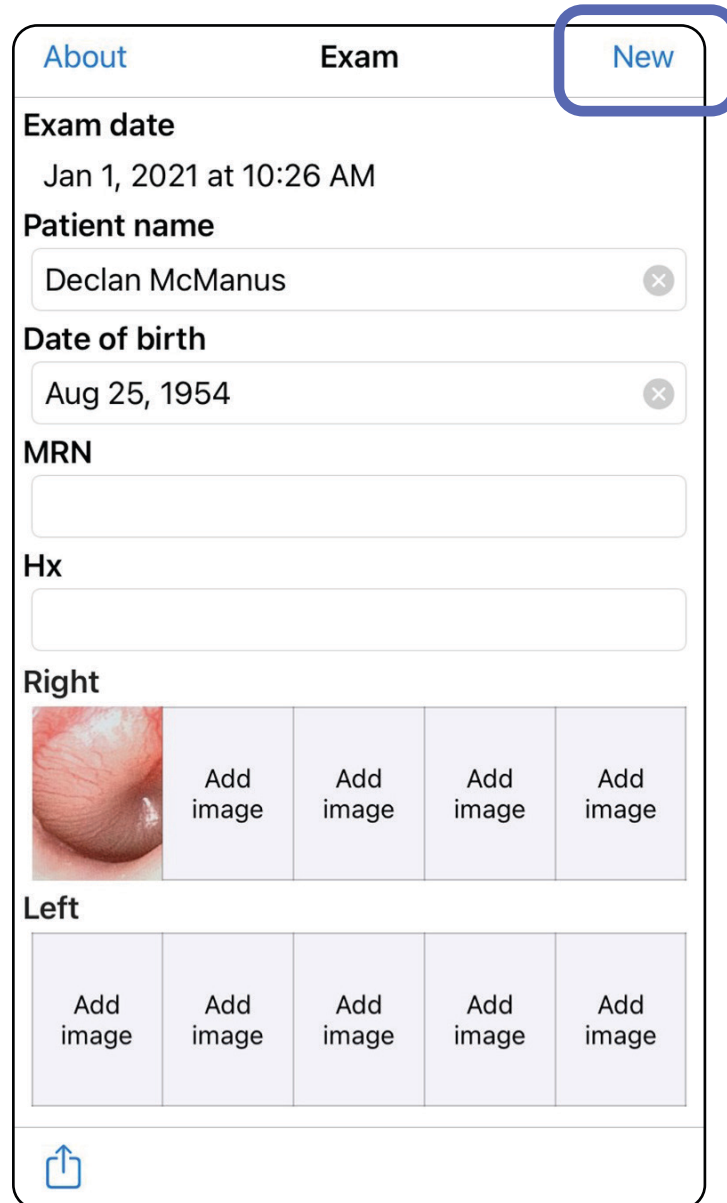 About Exam New
Exam date
Jan 1, 2021 at 10:26 AM
Patient name
Declan McManus
Date of birth
Aug 25, 1954
MRN
Hx
Right
Add image Add image Add image Add image
Left
Add image Add image Add image Add image Add image